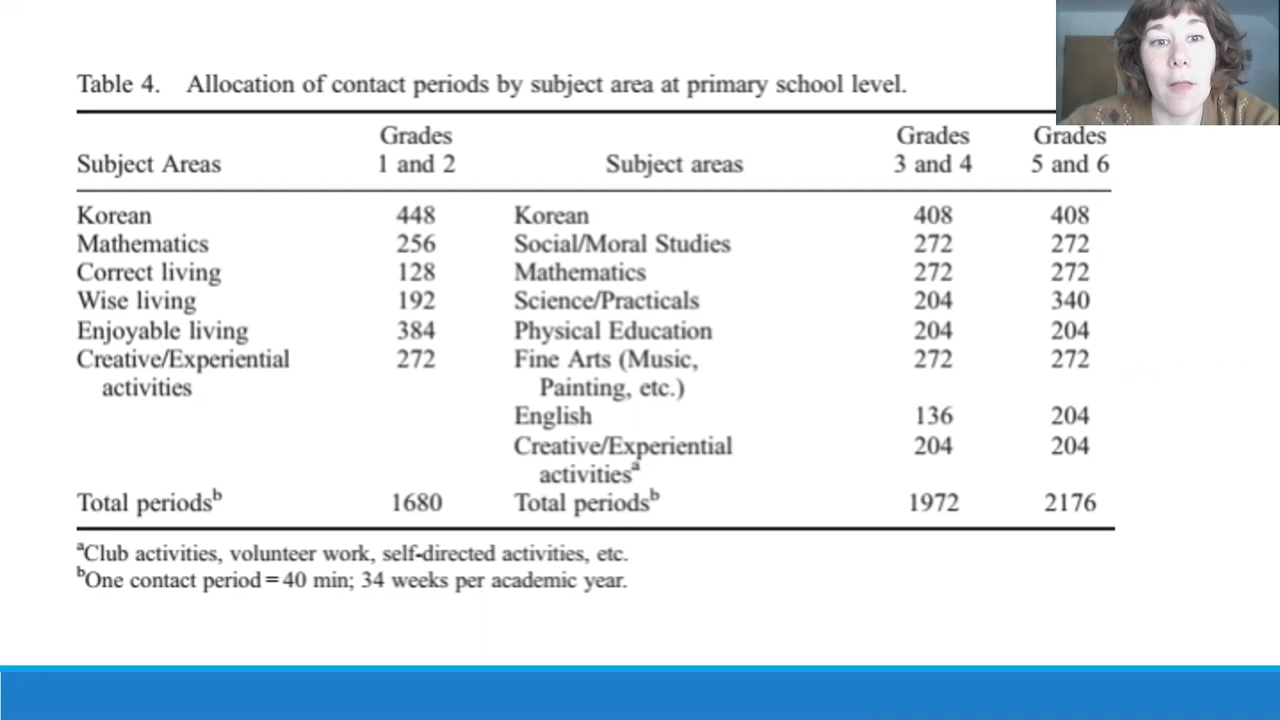 Table 4. Allocation of contact periods by subject area at primary school level.
Grades Grades Grades
Subject Areas 1 and 2 Subject areas 3 and 4 5 and 6
Korean 448 Korean 408 408
Mathematics 256 Social/Moral Studies 272 272
Correct living 128 Mathematics 272 272
Wise living 192 Science/Practicals 204 340
Enjoyable living 384 Physical Education 204 204
Creative/Experiential 272 Fine Arts (Music, 272 272
activities Painting, etc.)
English 136 204
Creative/Experiential 204 204
activitiesᵃ
Total periodsᵇ 1680 Total periodsᵇ 1972 2176
ᵃClub activities, volunteer work, self-directed activities, etc.
ᵇOne contact period = 40 min; 34 weeks per academic year.